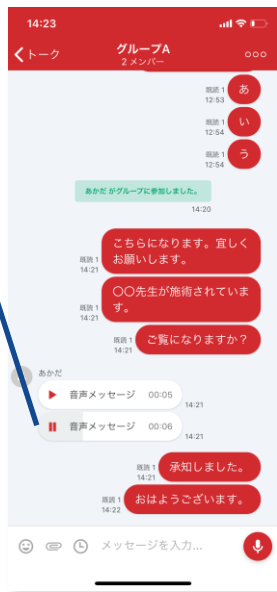 14:23
トーク
グループA
2 メンバー
あ
既読 1
12:53
い
既読 1
12:54
う
既読 1
12:54
あかだ がグループに参加しました。
14:20
こちらになります。宜しく
お願いします。
既読 1
14:21
〇〇先生が施術されていま
す。
既読 1
14:21
ご覧になりますか？
既読 1
14:21
あかだ
音声メッセージ 00:05
14:21
音声メッセージ 00:06
14:21
承知しました。
既読 1
14:21
おはようございます。
既読 1
14:22
メッセージを入力...